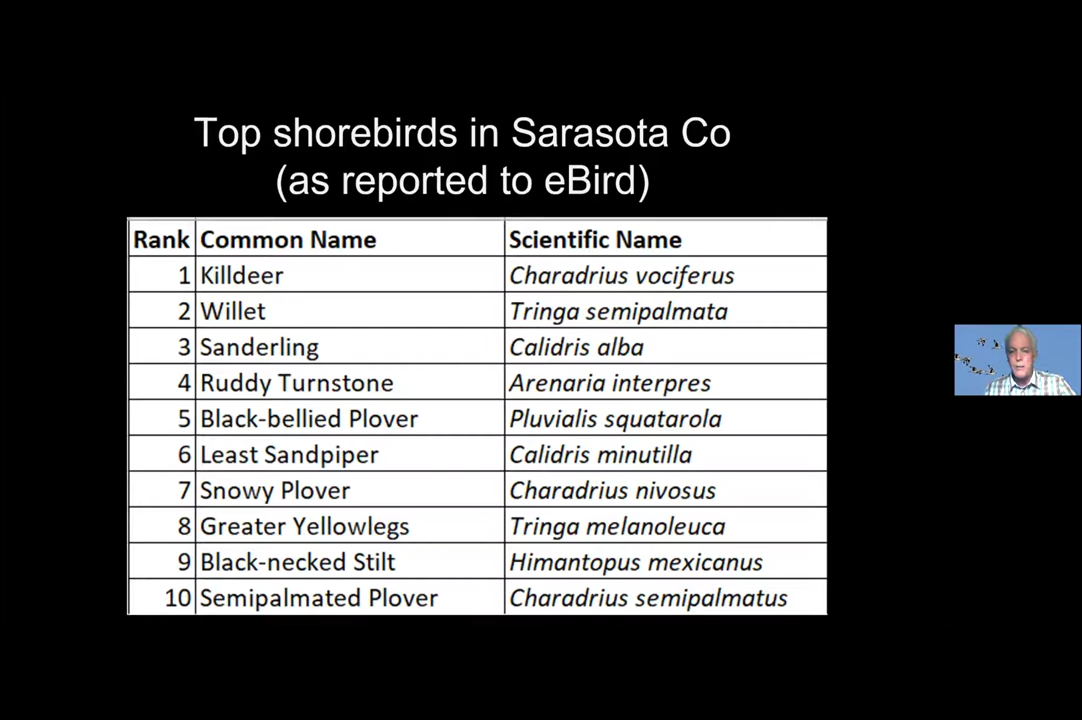 Top shorebirds in Sarasota Co
(as reported to eBird)
Rank Common Name Scientific Name
1 Killdeer Charadrius vociferus
2 Willet Tringa semipalmata
3 Sanderling Calidris alba
4 Ruddy Turnstone Arenaria interpres
5 Black-bellied Plover Pluvialis squatarola
6 Least Sandpiper Calidris minutilla
7 Snowy Plover Charadrius nivosus
8 Greater Yellowlegs Tringa melanoleuca
9 Black-necked Stilt Himantopus mexicanus
10 Semipalmated Plover Charadrius semipalmatus